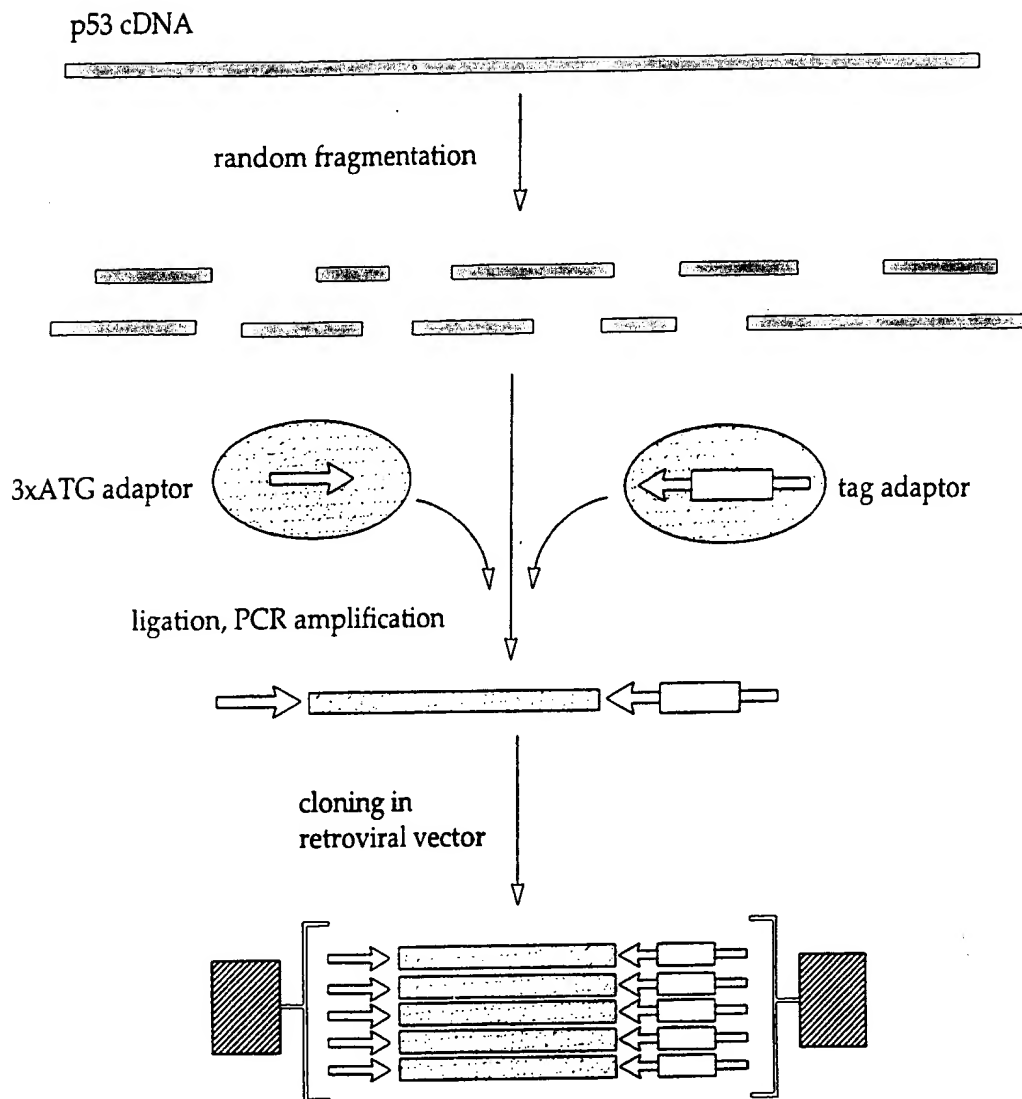 p53 cDNA
random fragmentation
3xATG adaptor
tag adaptor
ligation, PCR amplification
cloning in
retroviral vector